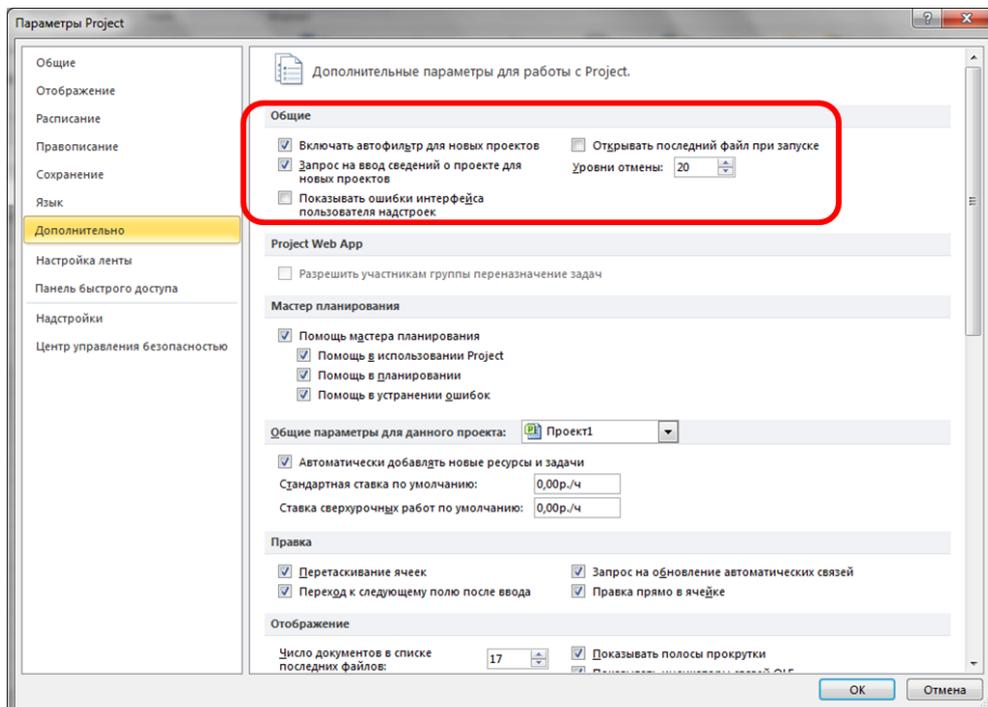 Параметры Project
Общие
Отображение
Расписание
Правописание
Сохранение
Язык
Дополнительно
Настройка ленты
Панель быстрого доступа
Надстройки
Центр управления безопасностью
Дополнительные параметры для работы с Project.
Общие
Включать автофильтр для новых проектов
Запрос на ввод сведений о проекте для
новых проектов
Показывать ошибки интерфейса
пользователя надстроек
Открывать последний файл при запуске
Уровни отмены: 20
Project Web App
Разрешить участникам группы переназначение задач
Мастер планирования
Помощь мастера планирования
Помощь в использовании Project
Помощь в планировании
Помощь в устранении ошибок
Общие параметры для данного проекта: Проект1
Автоматически добавлять новые ресурсы и задачи
Стандартная ставка по умолчанию: 0,00р./ч
Ставка сверхурочных работ по умолчанию: 0,00р./ч
Правка
Перетаскивание ячеек
Переход к следующему полю после ввода
Запрос на обновление автоматических связей
Правка прямо в ячейке
Отображение
Число документов в списке
последних файлов: 17
Показывать полосы прокрутки
OK
Отмена